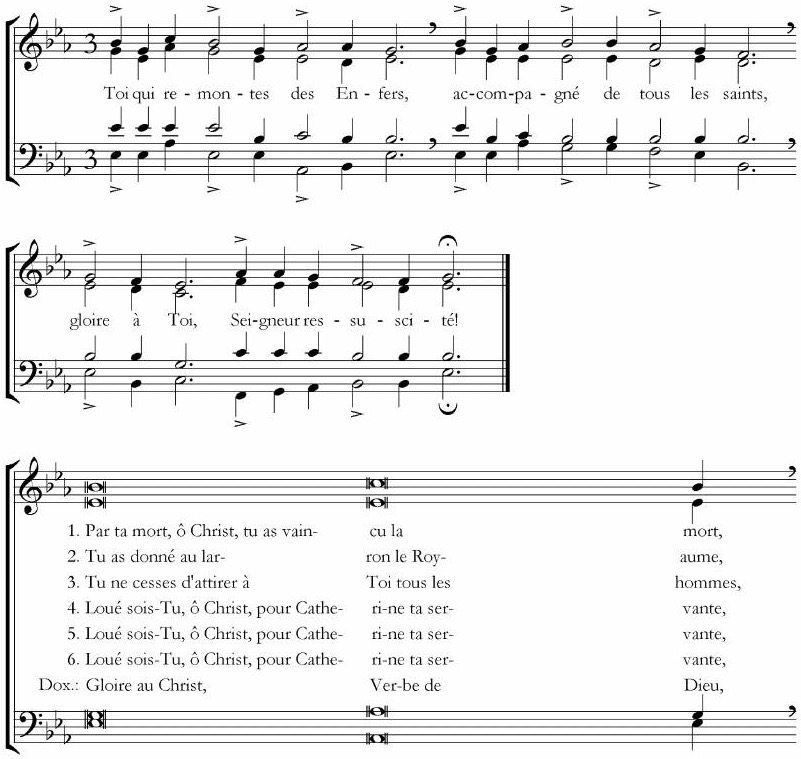 3
Toi qui re - mon - tes des En - fers, ac-com-pa - gné de tous les saints,
3
gloire à Toi, Sei-gneur res - su - sci - té!
1. Par ta mort, ô Christ, tu as vain- cu la mort,
2. Tu as donné au lar- ron le Roy- aume,
3. Tu ne cesses d'attirer à Toi tous les hommes,
4. Loué sois-Tu, ô Christ, pour Cathe- ri-ne ta ser- vante,
5. Loué sois-Tu, ô Christ, pour Cathe- ri-ne ta ser- vante,
6. Loué sois-Tu, ô Christ, pour Cathe- ri-ne ta ser- vante,
Dox.: Gloire au Christ, Ver-be de Dieu,